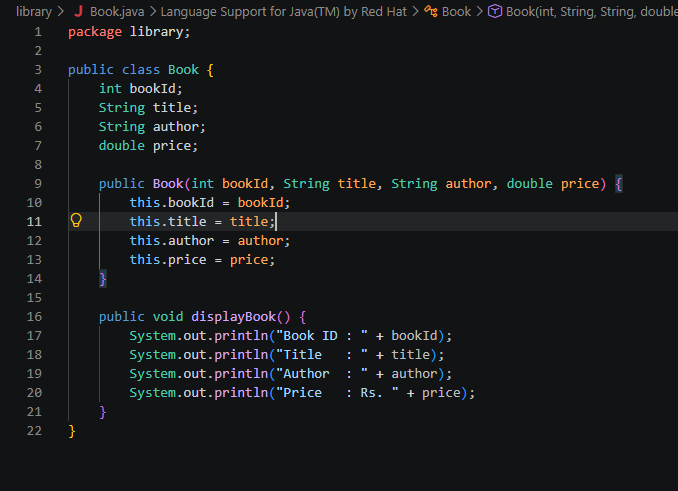 library > Book.java > Language Support for Java(TM) by Red Hat > Book > Book(int, String, String, double
1 package library;
2
3 public class Book {
4     int bookId;
5     String title;
6     String author;
7     double price;
8
9     public Book(int bookId, String title, String author, double price) {
10         this.bookId = bookId;
11         this.title = title;
12         this.author = author;
13         this.price = price;
14     }
15
16     public void displayBook() {
17         System.out.println("Book ID : " + bookId);
18         System.out.println("Title   : " + title);
19         System.out.println("Author  : " + author);
20         System.out.println("Price   : Rs. " + price);
21     }
22 }